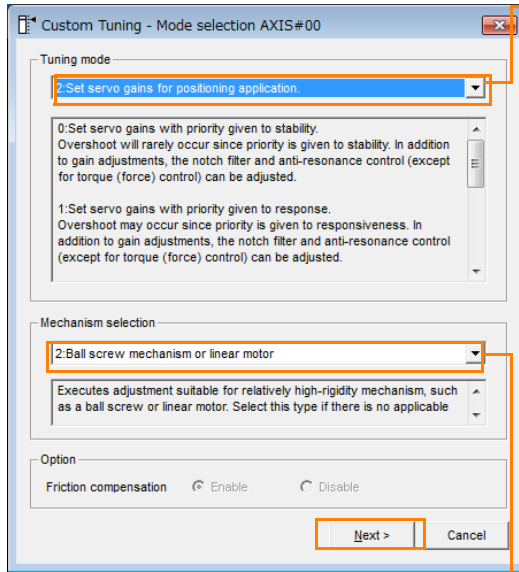 Custom Tuning - Mode selection AXIS#00
Tuning mode
2:Set servo gains for positioning application.
0:Set servo gains with priority given to stability.
Overshoot will rarely occur since priority is given to stability. In addition
to gain adjustments, the notch filter and anti-resonance control (except
for torque (force) control) can be adjusted.
1:Set servo gains with priority given to response.
Overshoot may occur since priority is given to responsiveness. In
addition to gain adjustments, the notch filter and anti-resonance control
(except for torque (force) control) can be adjusted.
Mechanism selection
2:Ball screw mechanism or linear motor
Executes adjustment suitable for relatively high-rigidity mechanism, such
as a ball screw or linear motor. Select this type if there is no applicable
Option
Friction compensation Enable Disable
Next > Cancel